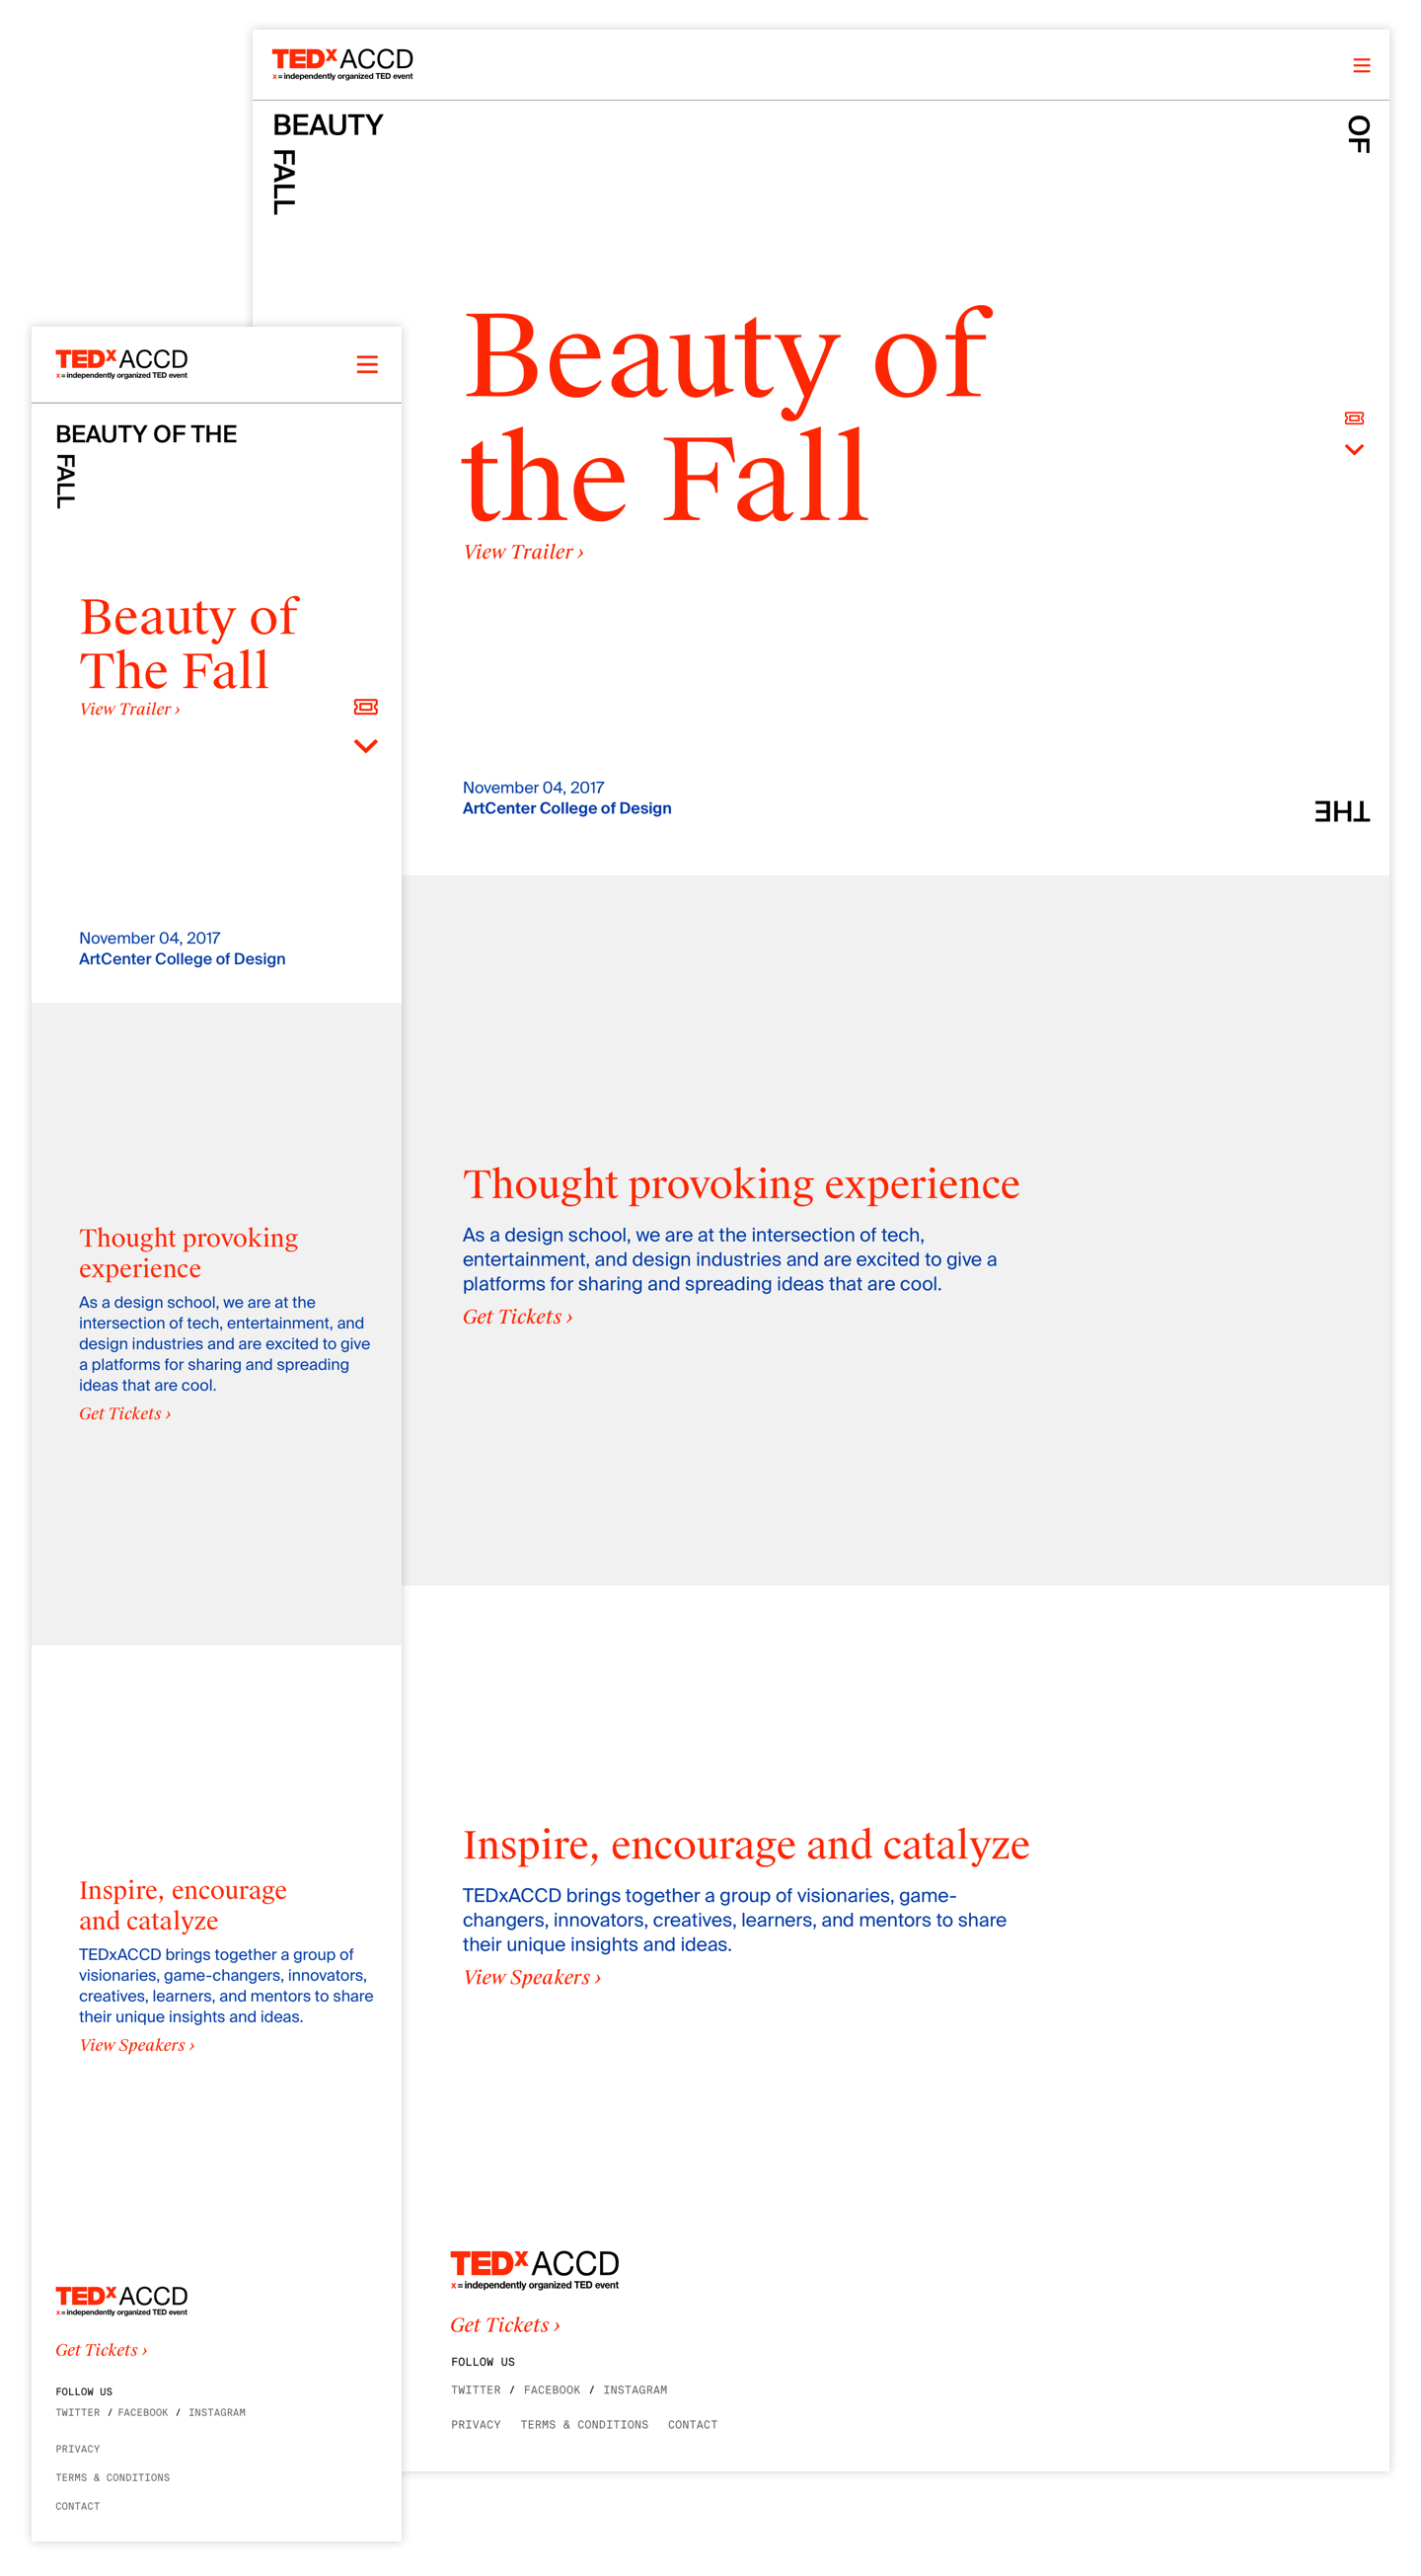 TEDxACCD
x = independently organized TED event
BEAUTY
OF
FALL
Beauty of
the Fall
View Trailer ›
November 04, 2017
ArtCenter College of Design
THE
Thought provoking experience
As a design school, we are at the intersection of tech,
entertainment, and design industries and are excited to give a
platforms for sharing and spreading ideas that are cool.
Get Tickets ›
Inspire, encourage and catalyze
TEDxACCD brings together a group of visionaries, game-
changers, innovators, creatives, learners, and mentors to share
their unique insights and ideas.
View Speakers ›
TEDxACCD
x = independently organized TED event
Get Tickets ›
FOLLOW US
TWITTER / FACEBOOK / INSTAGRAM
PRIVACY TERMS & CONDITIONS CONTACT
TEDxACCD
x = independently organized TED event
BEAUTY OF THE
FALL
Beauty of
The Fall
View Trailer ›
November 04, 2017
ArtCenter College of Design
Thought provoking
experience
As a design school, we are at the
intersection of tech, entertainment, and
design industries and are excited to give
a platforms for sharing and spreading
ideas that are cool.
Get Tickets ›
Inspire, encourage
and catalyze
TEDxACCD brings together a group of
visionaries, game-changers, innovators,
creatives, learners, and mentors to share
their unique insights and ideas.
View Speakers ›
TEDxACCD
x = independently organized TED event
Get Tickets ›
FOLLOW US
TWITTER / FACEBOOK / INSTAGRAM
PRIVACY
TERMS & CONDITIONS
CONTACT